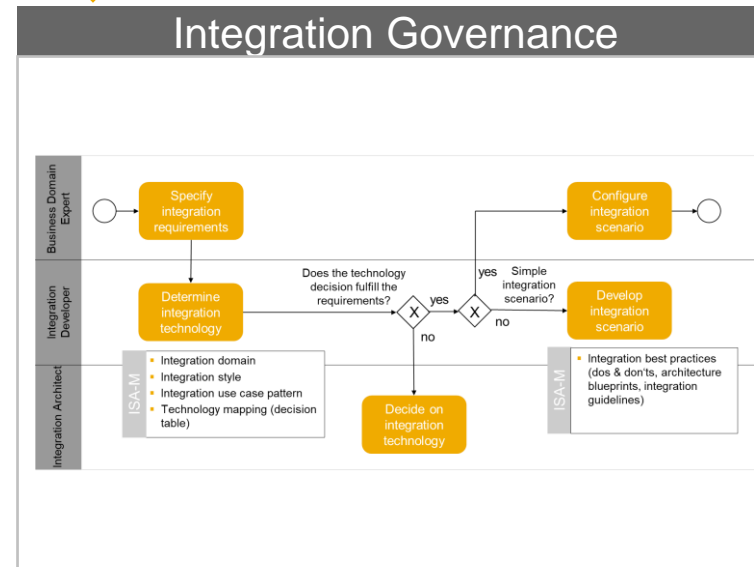 Integration Governance
Business Domain
Expert
Specify
integration
requirements
Configure
integration
scenario
Integration
Developer
Determine
integration
technology
Does the technology
decision fulfill the
requirements?
X
yes
no
yes
Simple
integration
scenario?
X
no
Develop
integration
scenario
Integration Architect
ISA-M
▪ Integration domain
▪ Integration style
▪ Integration use case pattern
▪ Technology mapping (decision
table)
Decide on
integration
technology
ISA-M
▪ Integration best practices
(dos & don'ts, architecture
blueprints, integration
guidelines)